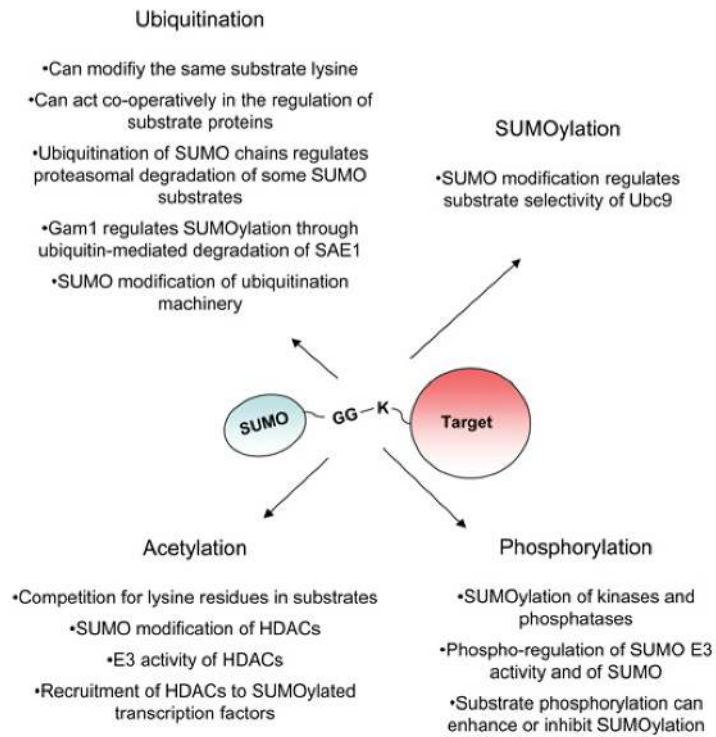 Ubiquitination
•Can modifiy the same substrate lysine
•Can act co-operatively in the regulation of
substrate proteins
•Ubiquitination of SUMO chains regulates
proteasomal degradation of some SUMO
substrates
•Gam1 regulates SUMOylation through
ubiquitin-mediated degradation of SAE1
•SUMO modification of ubiquitination
machinery
SUMOylation
•SUMO modification regulates
substrate selectivity of Ubc9
SUMO
GG
K
Target
Acetylation
•Competition for lysine residues in substrates
•SUMO modification of HDACs
•E3 activity of HDACs
•Recruitment of HDACs to SUMOylated
transcription factors
Phosphorylation
•SUMOylation of kinases and
phosphatases
•Phospho-regulation of SUMO E3
activity and of SUMO
•Substrate phosphorylation can
enhance or inhibit SUMOylation